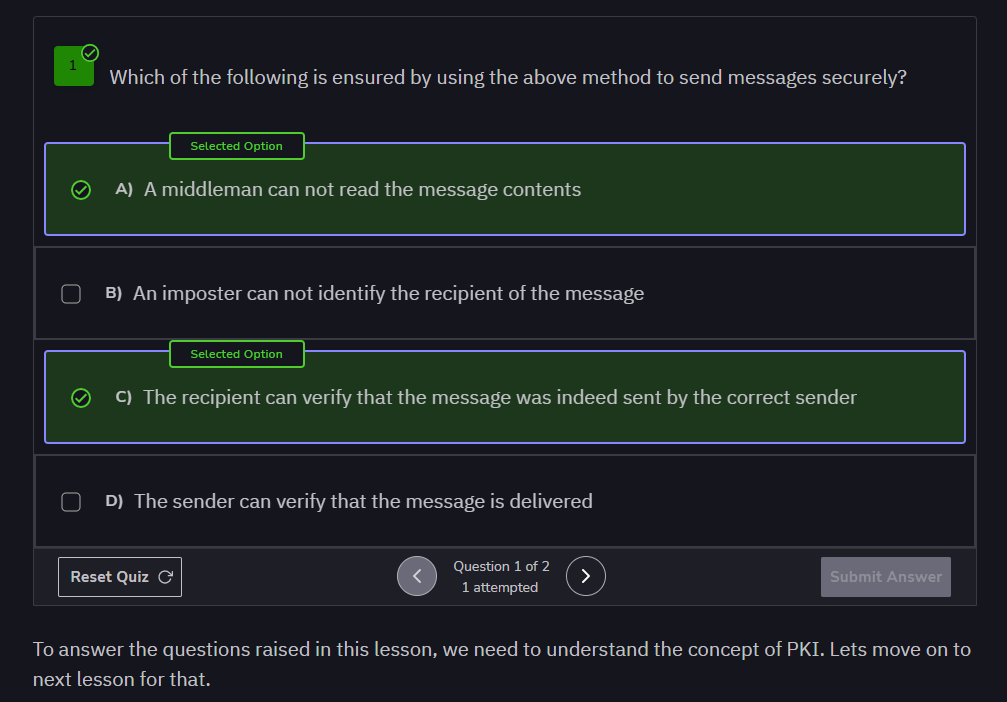 1
Which of the following is ensured by using the above method to send messages securely?
Selected Option
A) A middleman can not read the message contents
B) An imposter can not identify the recipient of the message
Selected Option
C) The recipient can verify that the message was indeed sent by the correct sender
D) The sender can verify that the message is delivered
Reset Quiz
Question 1 of 2
1 attempted
Submit Answer
To answer the questions raised in this lesson, we need to understand the concept of PKI. Lets move on to
next lesson for that.